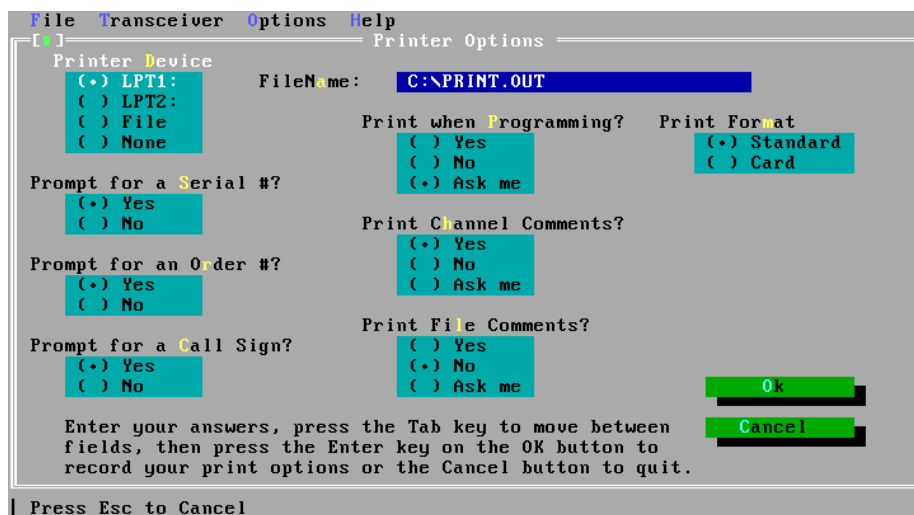 File Transceiver Options Help
[■] Printer Options
Printer Device
(•) LPT1: FileName: C:\PRINT.OUT
( ) LPT2:
( ) File Print when Programming? Print Format
( ) None ( ) Yes (•) Standard
( ) No ( ) Card
Prompt for a Serial #? (•) Ask me
(•) Yes
( ) No Print Channel Comments?
(•) Yes
Prompt for an Order #? ( ) No
(•) Yes ( ) Ask me
( ) No
Print File Comments?
Prompt for a Call Sign? ( ) Yes
(•) Yes (•) No
( ) No ( ) Ask me Ok
Enter your answers, press the Tab key to move between Cancel
fields, then press the Enter key on the OK button to
record your print options or the Cancel button to quit.
Press Esc to Cancel